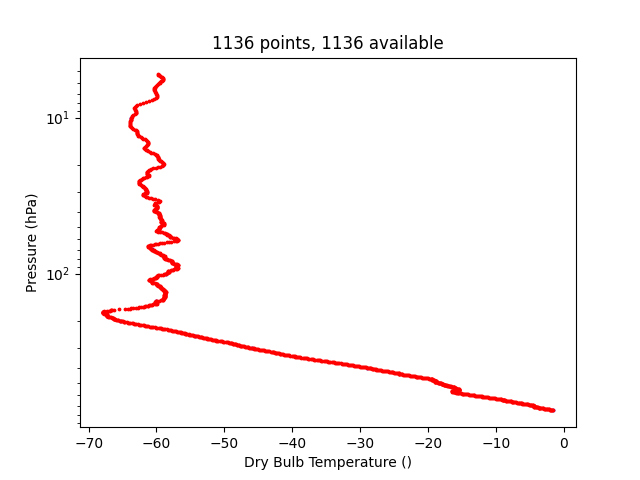 1136 points, 1136 available
Pressure (hPa)
10¹
10²
−70 −60 −50 −40 −30 −20 −10 0
Dry Bulb Temperature ()